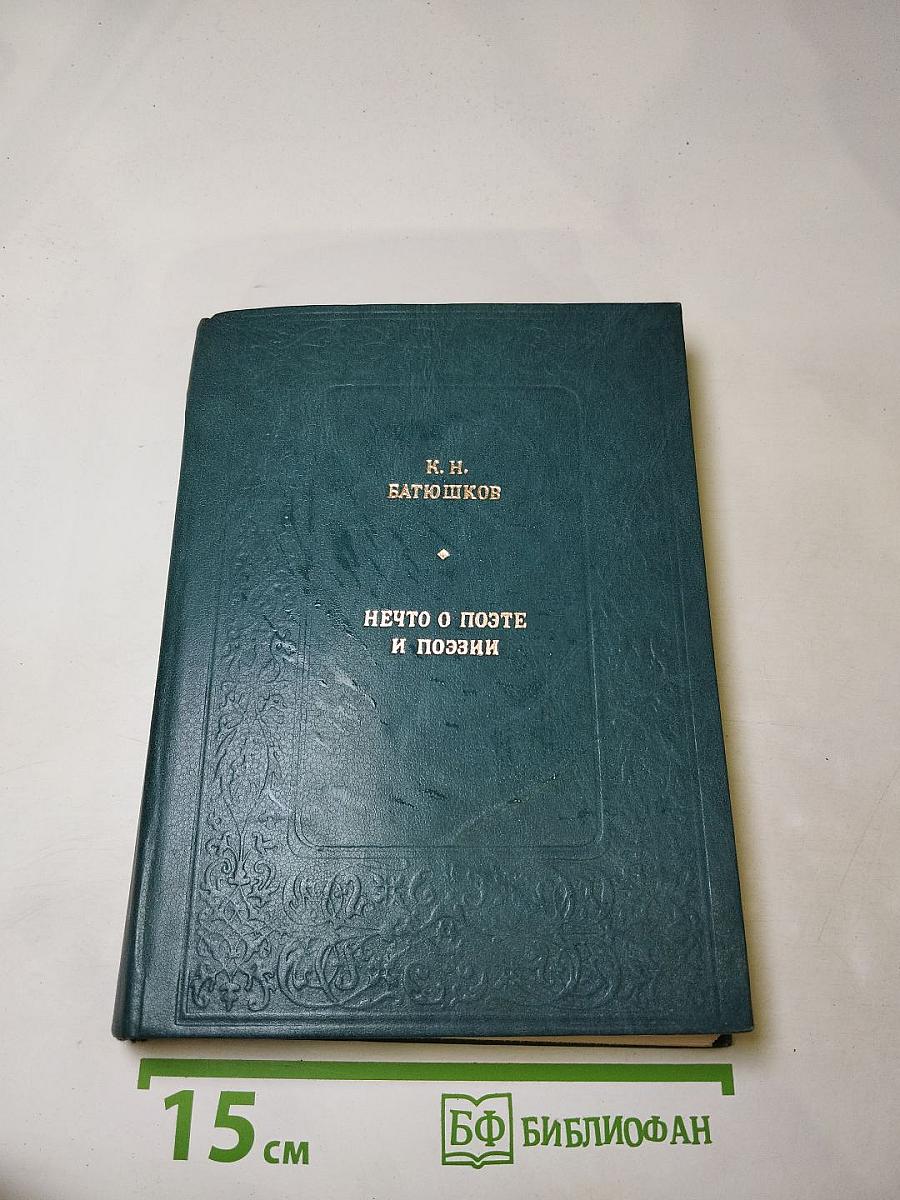 К. Н.
БАТЮШКОВ
НЕЧТО О ПОЭТЕ
И ПОЭЗИИ
15 см
БФ БИБЛИОФАН